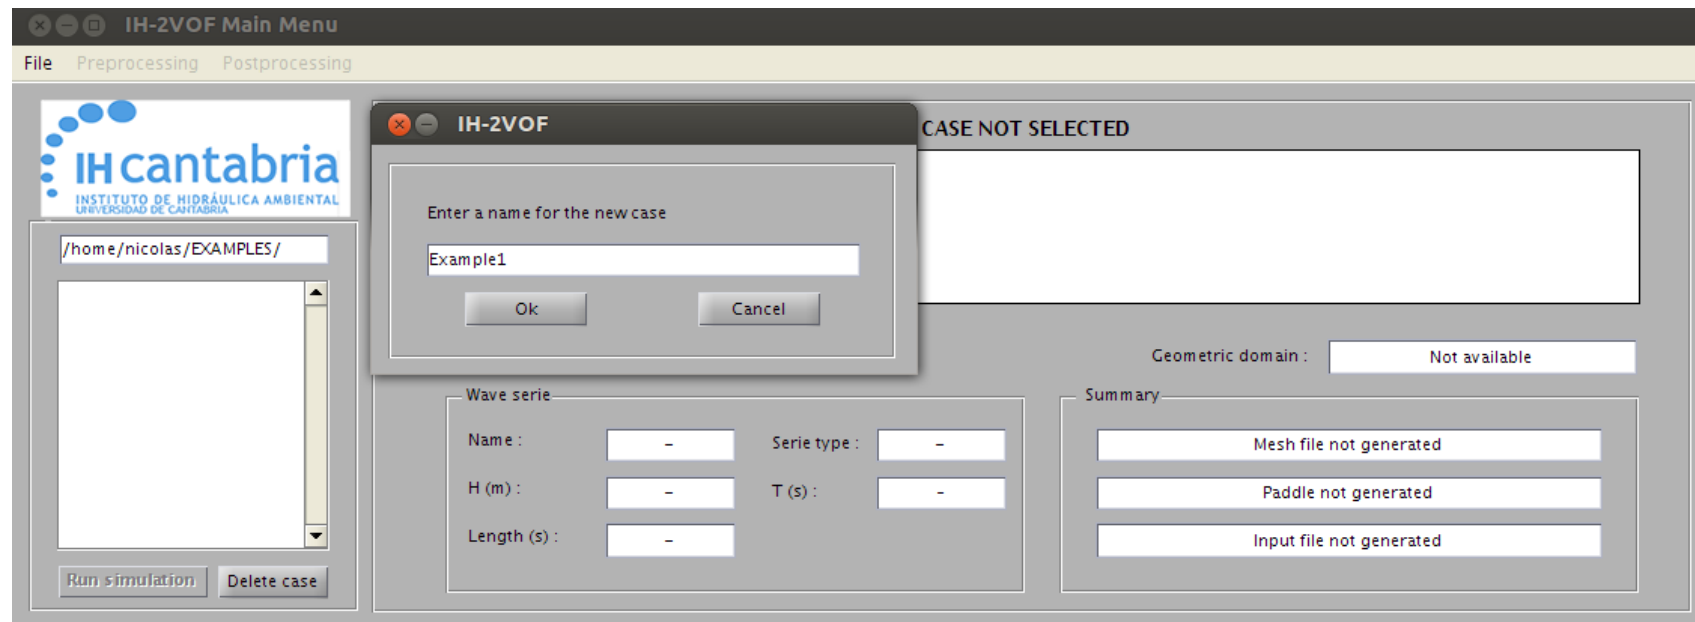 IH-2VOF Main Menu
File Preprocessing Postprocessing
IHcantabria
INSTITUTO DE HIDRÁULICA AMBIENTAL
UNIVERSIDAD DE CANTABRIA
/home/nicolas/EXAMPLES/
Run simulation Delete case
IH-2VOF
Enter a name for the new case
Example1
Ok Cancel
CASE NOT SELECTED
Geometric domain : Not available
Wave serie
Name : – Serie type : –
H (m) : – T (s) : –
Length (s) : –
Summary
Mesh file not generated
Paddle not generated
Input file not generated